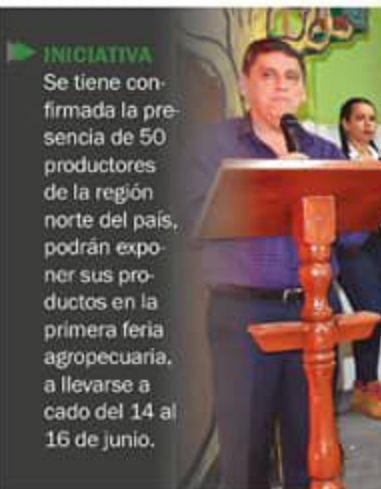 INICIATIVA
Se tiene con-
firmada la pre-
sencia de 50
productores
de la región
norte del país,
podrán expo-
ner sus pro-
ductos en la
primera feria
agropecuaria,
a llevarse a
cado del 14 al
16 de junio.